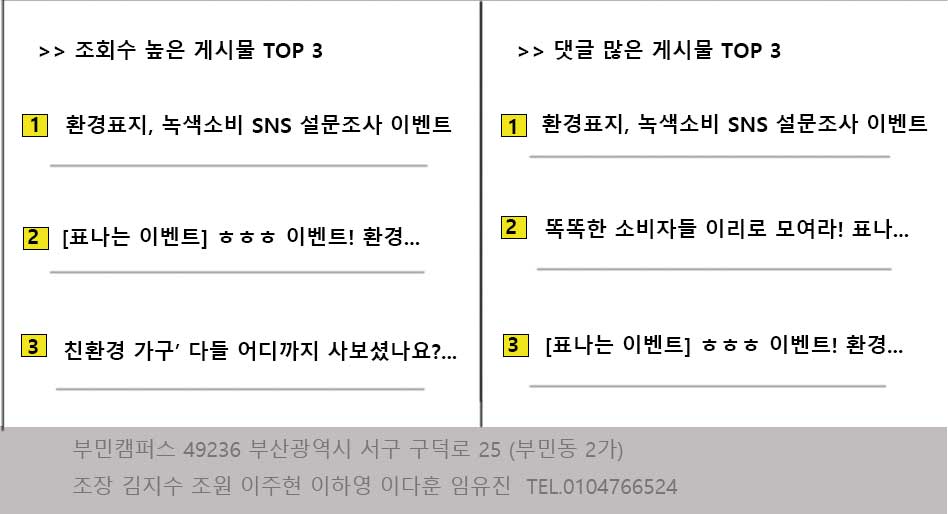 >> 조회수 높은 게시물 TOP 3
1 환경표지, 녹색소비 SNS 설문조사 이벤트
2 [표나는 이벤트] ㅎㅎㅎ 이벤트! 환경...
3 친환경 가구’ 다들 어디까지 사보셨나요?...
>> 댓글 많은 게시물 TOP 3
1 환경표지, 녹색소비 SNS 설문조사 이벤트
2 똑똑한 소비자들 이리로 모여라! 표나...
3 [표나는 이벤트] ㅎㅎㅎ 이벤트! 환경...
부민캠퍼스 49236 부산광역시 서구 구덕로 25 (부민동 2가)
조장 김지수 조원 이주현 이하영 이다훈 임유진 TEL.0104766524